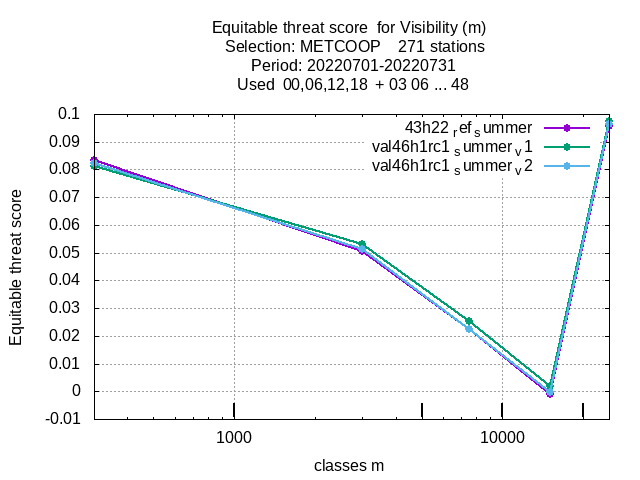 Equitable threat score  for Visibility (m)
Selection: METCOOP    271 stations
Period: 20220701-20220731
Used  00,06,12,18  + 03 06 ... 48
0.1
0.09
0.08
0.07
0.06
0.05
0.04
0.03
0.02
0.01
0
-0.01
Equitable threat score
43h22_ref_summer
val46h1rc1_summer_v1
val46h1rc1_summer_v2
1000
10000
classes m